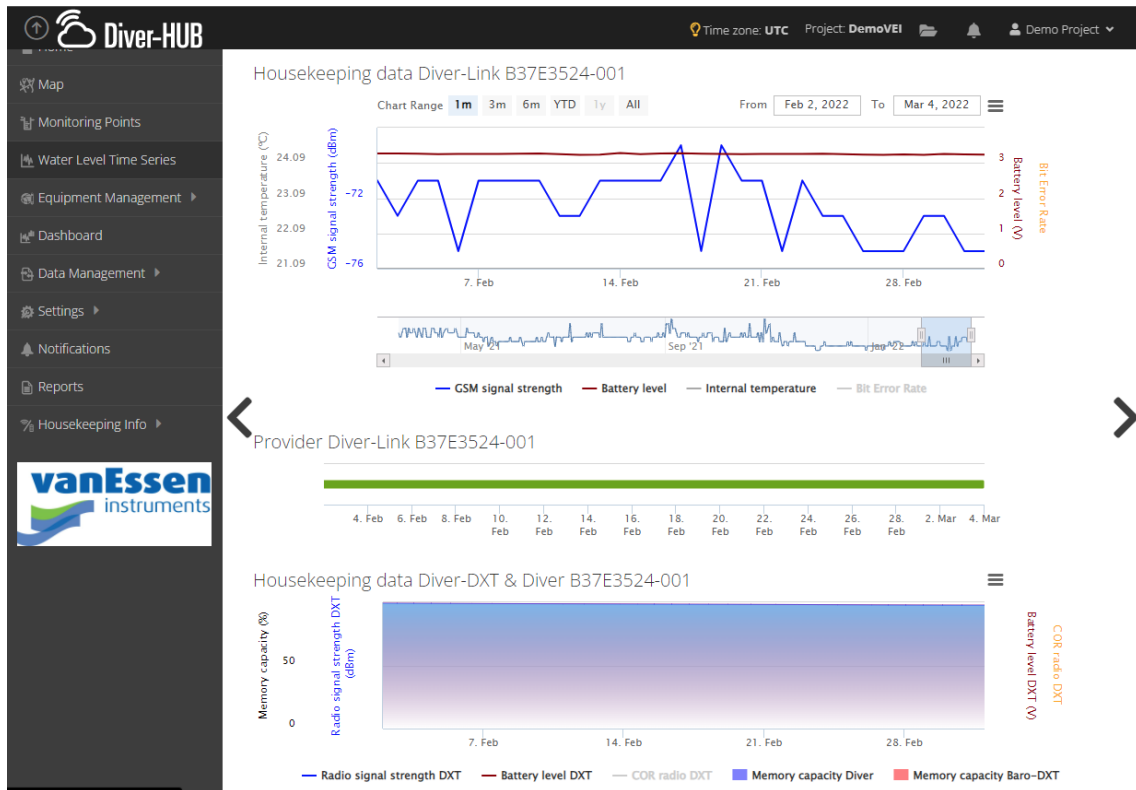 Diver-HUB
Time zone: UTC Project: DemoVEI Demo Project
Home
Map
Monitoring Points
Water Level Time Series
Equipment Management
Dashboard
Data Management
Settings
Notifications
Reports
Housekeeping Info
vanEssen
instruments
Housekeeping data Diver-Link B37E3524-001
Chart Range 1m 3m 6m YTD 1y All From Feb 2, 2022 To Mar 4, 2022
Internal temperature (°C)
24.09
23.09
22.09
21.09
GSM signal strength (dBm)
-72
-76
3
2
1
0
Battery level (V)
Bit Error Rate
7. Feb 14. Feb 21. Feb 28. Feb
May '21 Sep '21 Jan '22
GSM signal strength Battery level Internal temperature Bit Error Rate
Provider Diver-Link B37E3524-001
4. Feb 6. Feb 8. Feb 10. Feb 12. Feb 14. Feb 16. Feb 18. Feb 20. Feb 22. Feb 24. Feb 26. Feb 28. Feb 2. Mar 4. Mar
Housekeeping data Diver-DXT & Diver B37E3524-001
Memory capacity (%)
50
0
Radio signal strength DXT
(dBm)
Battery level DXT (V)
COR radio DXT
7. Feb 14. Feb 21. Feb 28. Feb
Radio signal strength DXT Battery level DXT COR radio DXT Memory capacity Diver Memory capacity Baro-DXT